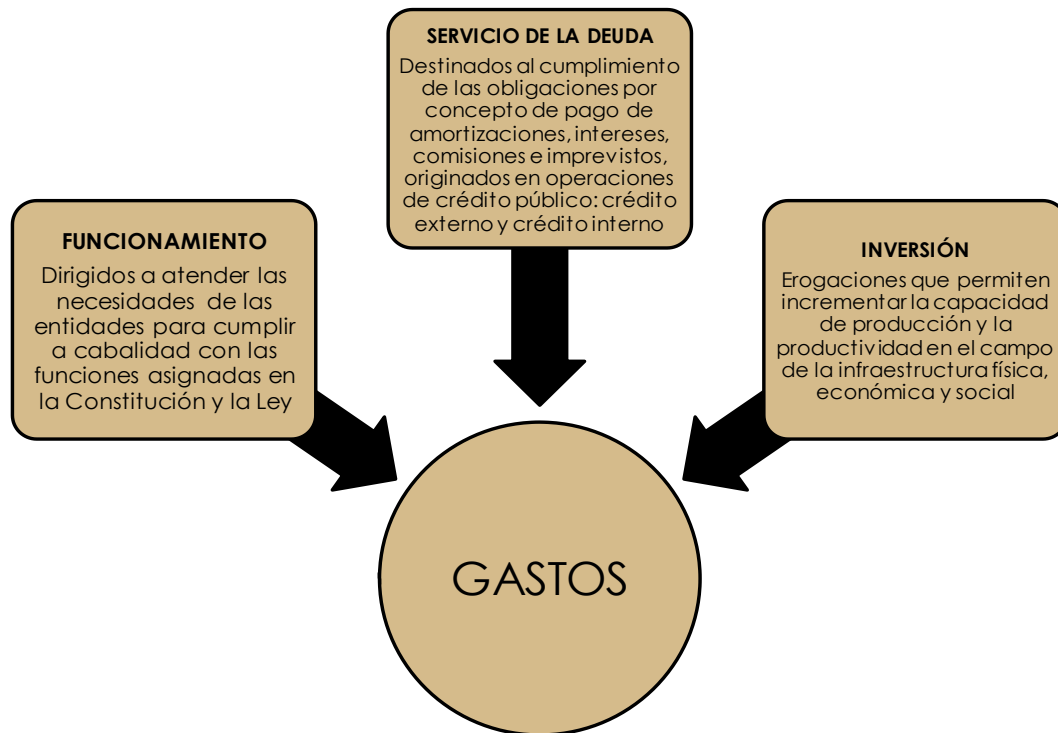 SERVICIO DE LA DEUDA
Destinados al cumplimiento
de las obligaciones por
concepto de pago de
amortizaciones, intereses,
comisiones e imprevistos,
originados en operaciones
de crédito público: crédito
externo y crédito interno
FUNCIONAMIENTO
Dirigidos a atender las
necesidades de las
entidades para cumplir
a cabalidad con las
funciones asignadas en
la Constitución y la Ley
INVERSIÓN
Erogaciones que permiten
incrementar la capacidad
de producción y la
productividad en el campo
de la infraestructura física,
económica y social
GASTOS